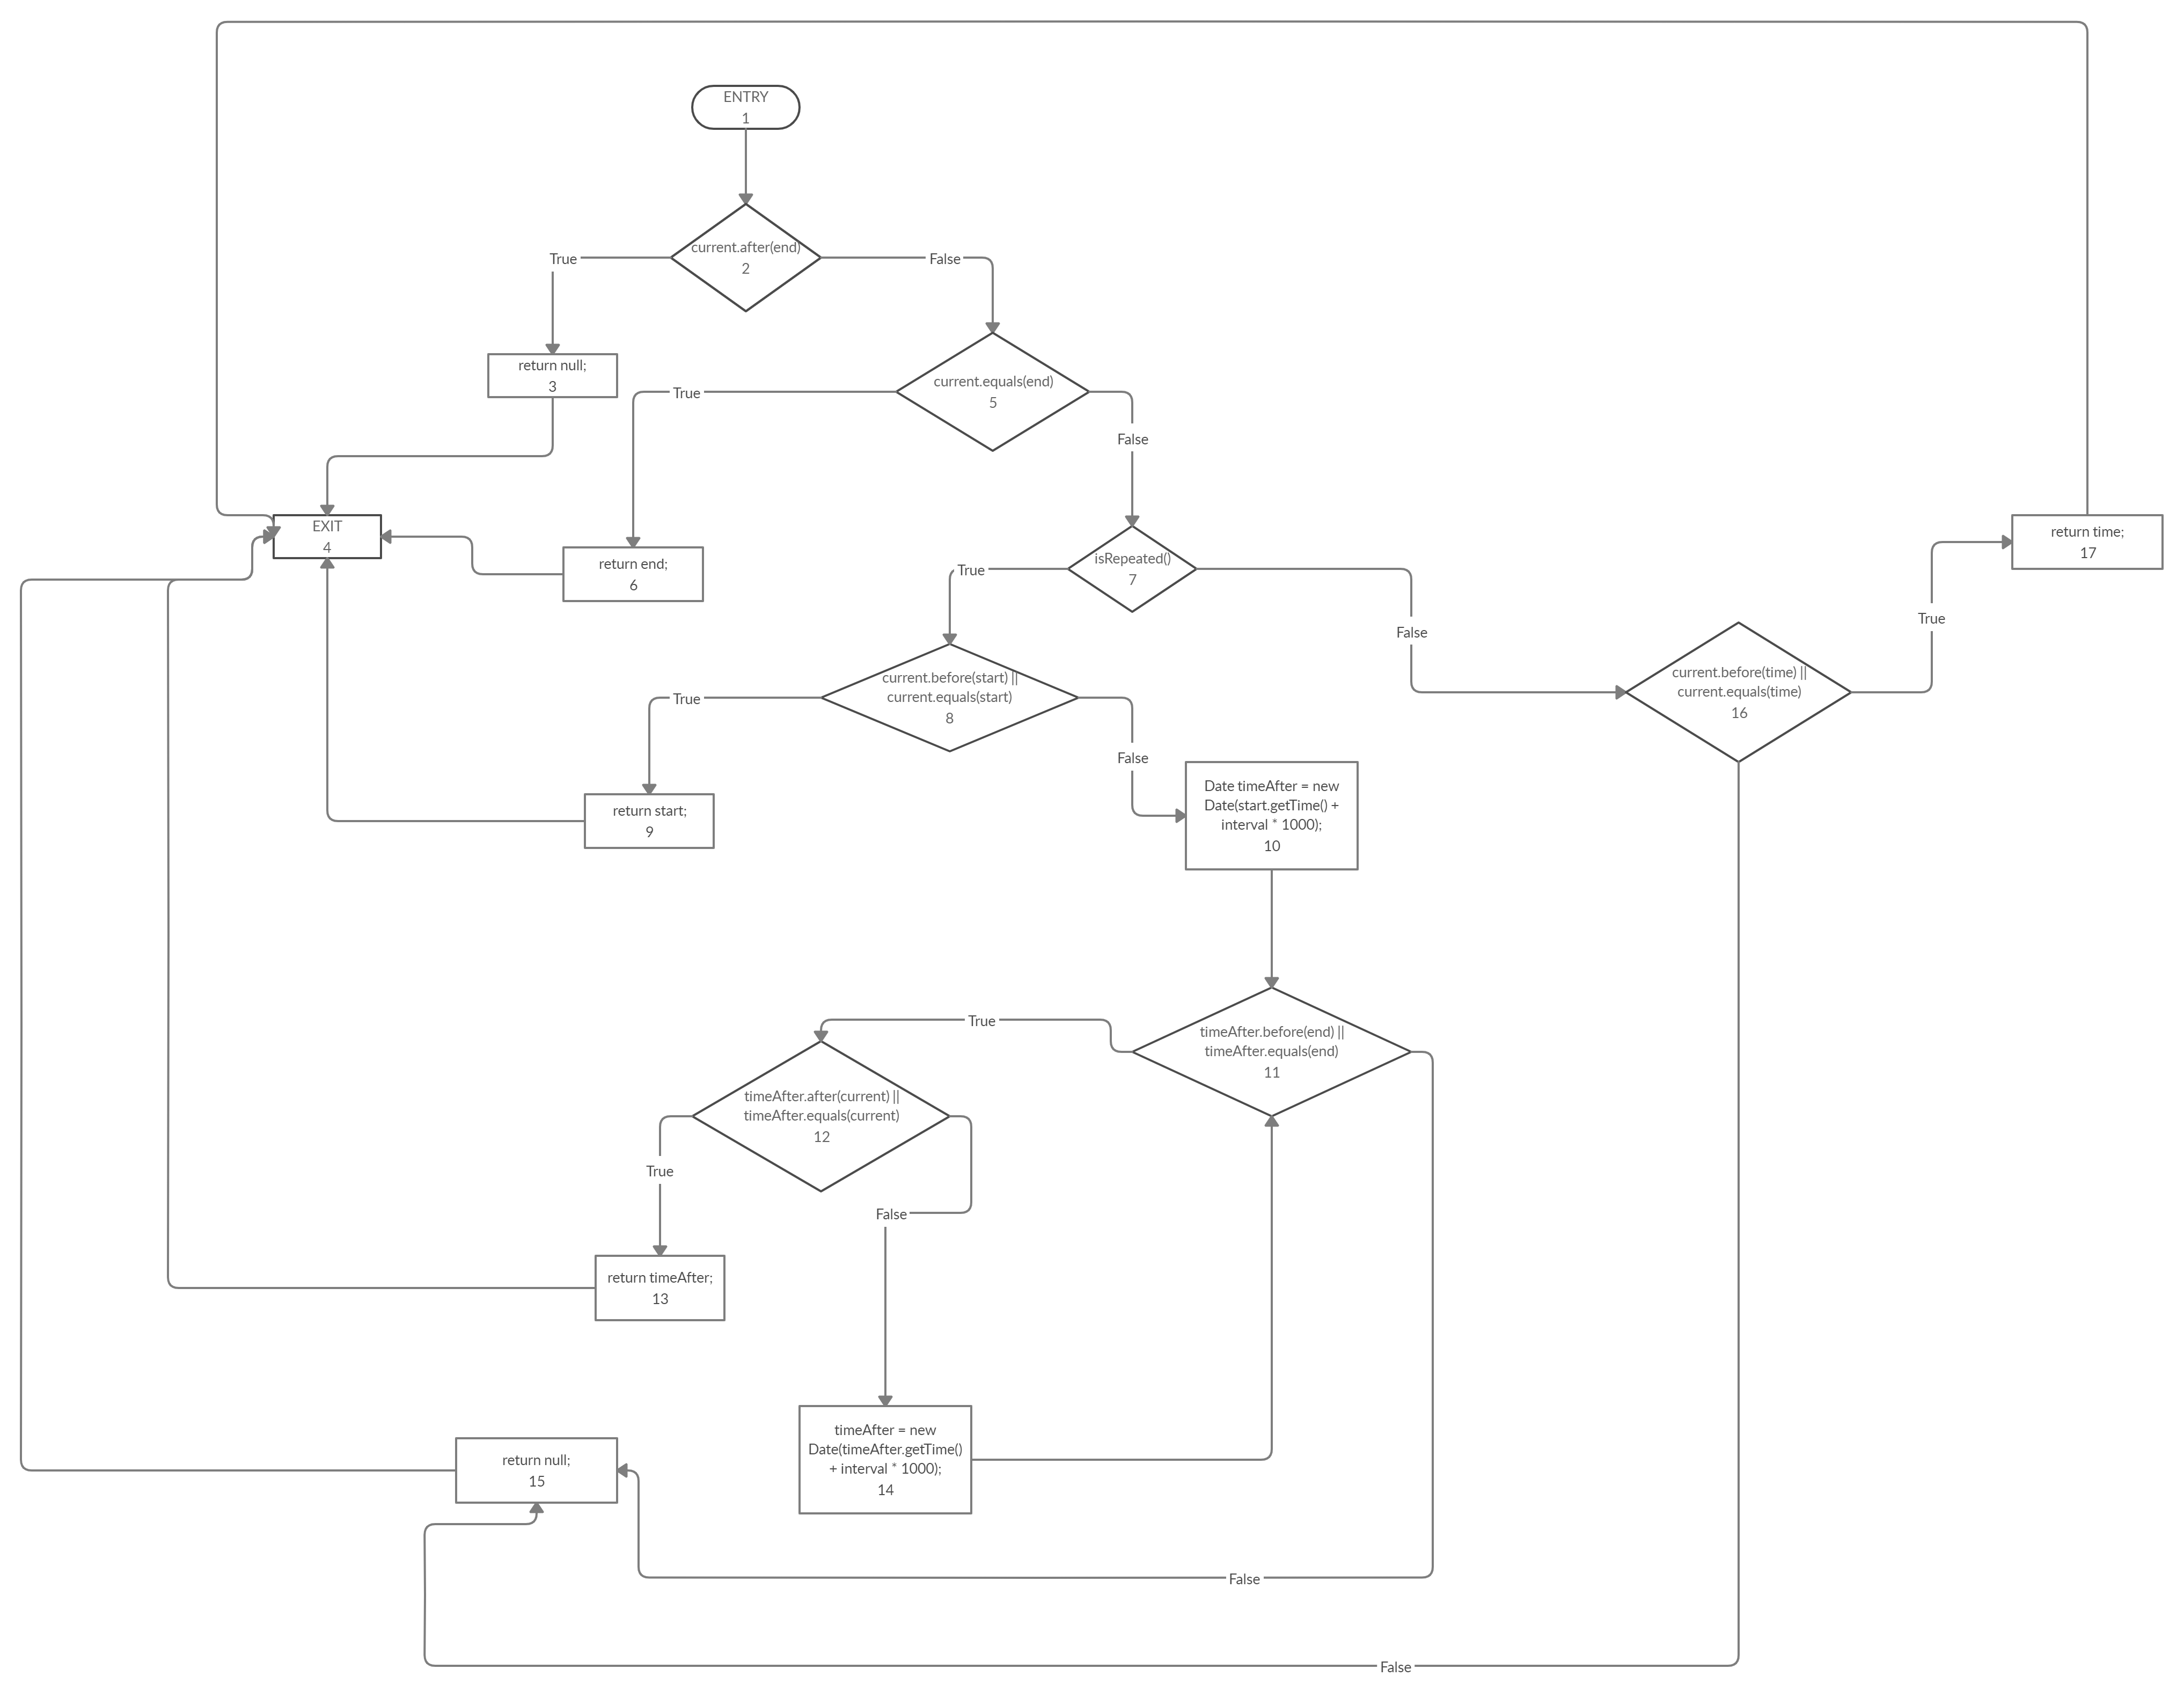 ENTRY
1
current.after(end)
2
True
False
return null;
3
current.equals(end)
5
True
False
EXIT
4
return end;
6
isRepeated()
7
True
False
return time;
17
True
current.before(time) ||
current.equals(time)
16
current.before(start) ||
current.equals(start)
8
True
False
return start;
9
Date timeAfter = new
Date(start.getTime() +
interval * 1000);
10
timeAfter.before(end) ||
timeAfter.equals(end)
11
True
timeAfter.after(current) ||
timeAfter.equals(current)
12
True
False
return timeAfter;
13
timeAfter = new
Date(timeAfter.getTime()
+ interval * 1000);
14
return null;
15
False
False